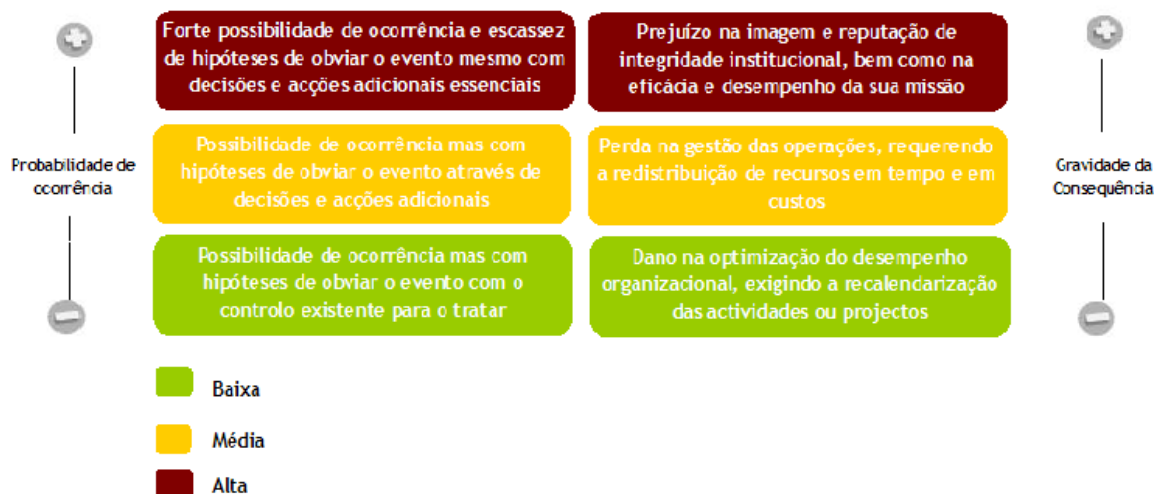 Forte possibilidade de ocorrência e escassez
de hipóteses de obviar o evento mesmo com
decisões e acções adicionais essenciais
Prejuízo na imagem e reputação de
integridade institucional, bem como na
eficácia e desempenho da sua missão
Probabilidade de
ocorrência
Possibilidade de ocorrência mas com
hipóteses de obviar o evento através de
decisões e acções adicionais
Perda na gestão das operações, requerendo
a redistribuição de recursos em tempo e em
custos
Gravidade da
Consequência
Possibilidade de ocorrência mas com
hipóteses de obviar o evento com o
controlo existente para o tratar
Dano na optimização do desempenho
organizacional, exigindo a recalendarização
das actividades ou projectos
Baixa
Média
Alta